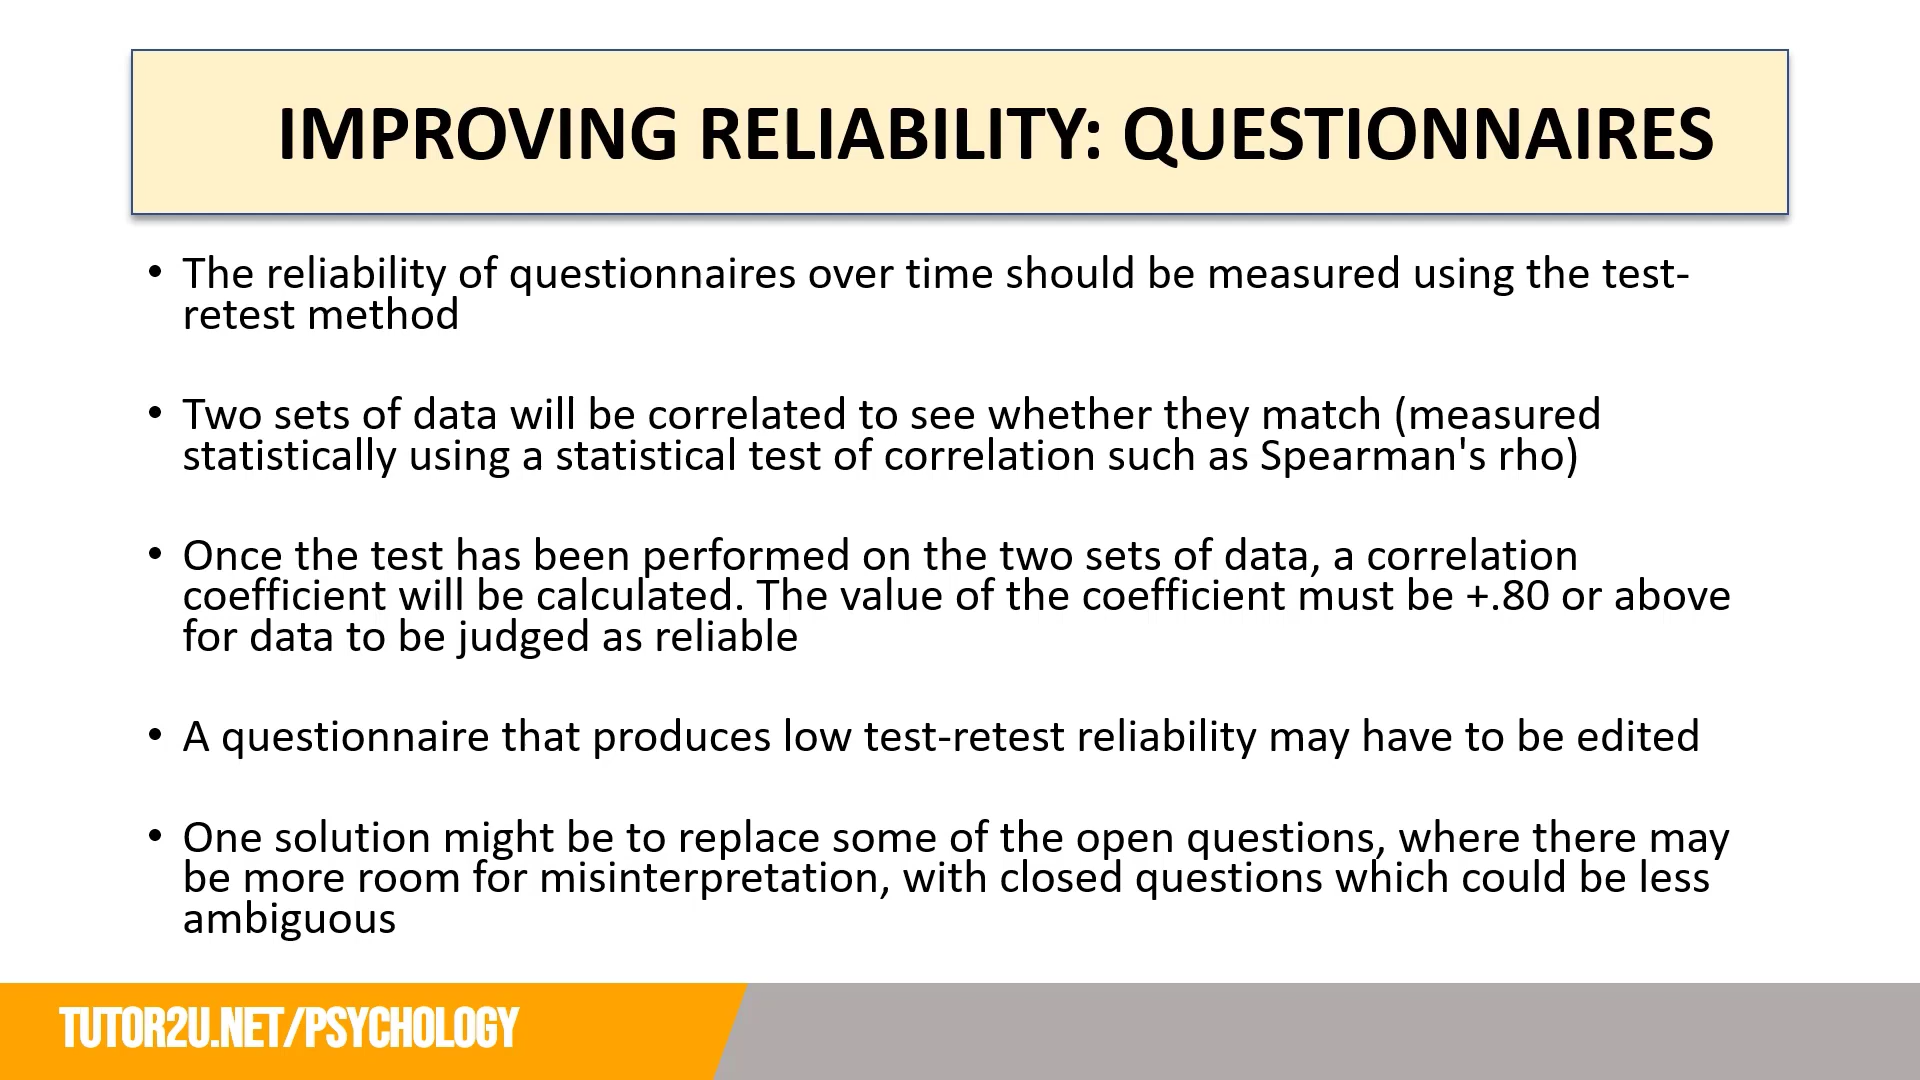 IMPROVING RELIABILITY: QUESTIONNAIRES
• The reliability of questionnaires over time should be measured using the test-
retest method
• Two sets of data will be correlated to see whether they match (measured
statistically using a statistical test of correlation such as Spearman's rho)
• Once the test has been performed on the two sets of data, a correlation
coefficient will be calculated. The value of the coefficient must be +.80 or above
for data to be judged as reliable
• A questionnaire that produces low test-retest reliability may have to be edited
• One solution might be to replace some of the open questions, where there may
be more room for misinterpretation, with closed questions which could be less
ambiguous
TUTOR2U.NET/PSYCHOLOGY